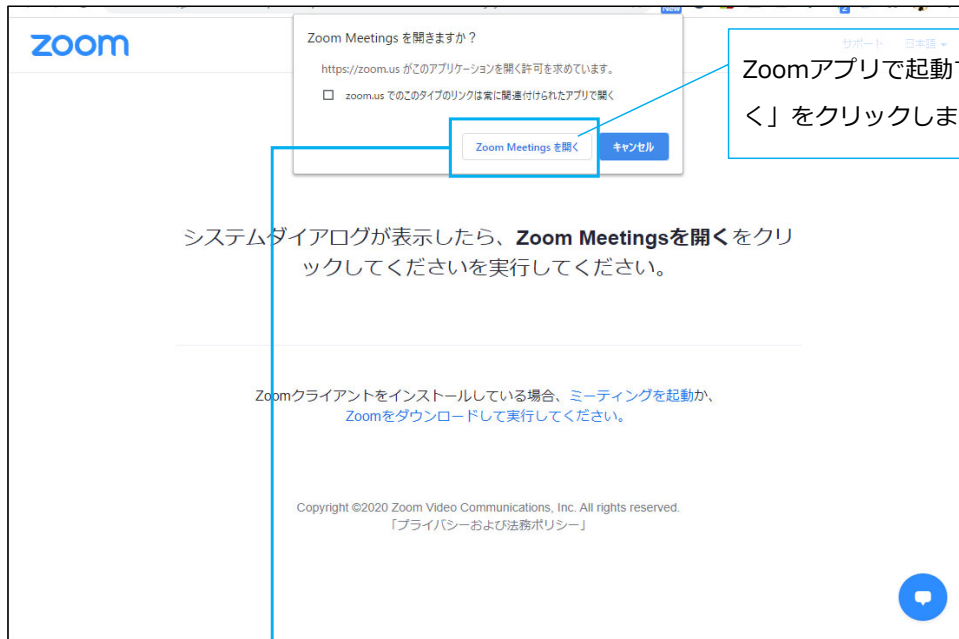 New
zoom
サポート 日本語
Zoom Meetings を開きますか？
https://zoom.us がこのアプリケーションを開く許可を求めています。
zoom.us でのこのタイプのリンクは常に関連付けられたアプリで開く
Zoom Meetings を開く キャンセル
Zoomアプリで起動
く」をクリックしま
システムダイアログが表示したら、Zoom Meetingsを開くをクリ
ックしてくださいを実行してください。
Zoomクライアントをインストールしている場合、ミーティングを起動か、
Zoomをダウンロードして実行してください。
Copyright ©2020 Zoom Video Communications, Inc. All rights reserved.
「プライバシーおよび法務ポリシー」